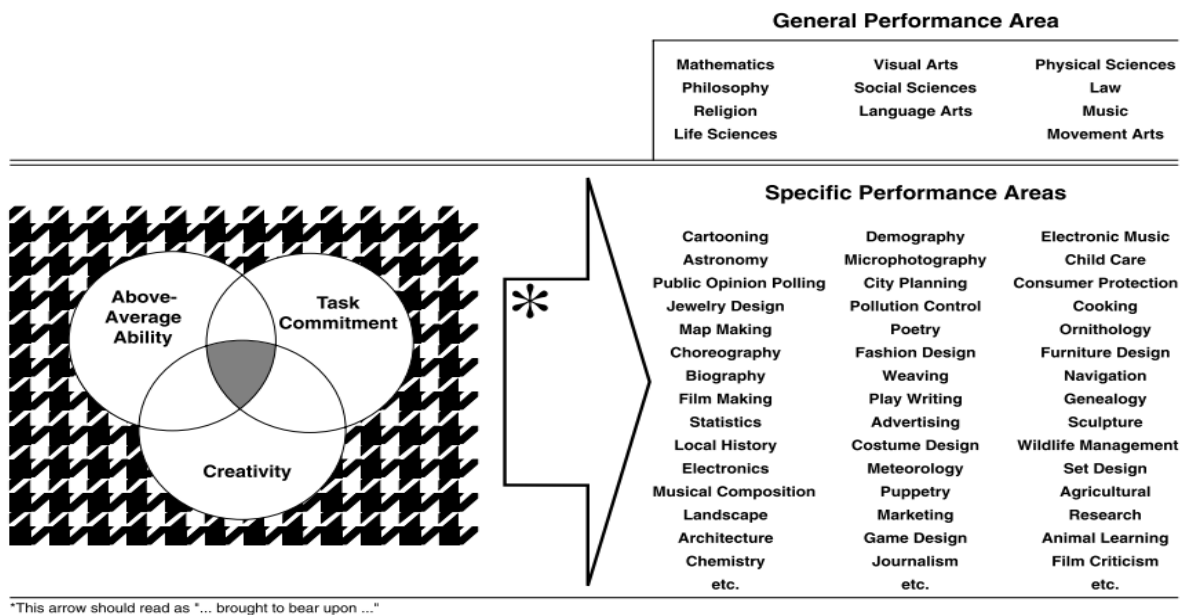 General Performance Area
Mathematics Visual Arts Physical Sciences
Philosophy Social Sciences Law
Religion Language Arts Music
Life Sciences Movement Arts
Specific Performance Areas
Above-
Average
Ability
Task
Commitment
Creativity
*
Cartooning Demography Electronic Music
Astronomy Microphotography Child Care
Public Opinion Polling City Planning Consumer Protection
Jewelry Design Pollution Control Cooking
Map Making Poetry Ornithology
Choreography Fashion Design Furniture Design
Biography Weaving Navigation
Film Making Play Writing Genealogy
Statistics Advertising Sculpture
Local History Costume Design Wildlife Management
Electronics Meteorology Set Design
Musical Composition Puppetry Agricultural
Landscape Marketing Research
Architecture Game Design Animal Learning
Chemistry Journalism Film Criticism
etc. etc. etc.
*This arrow should read as "... brought to bear upon ..."